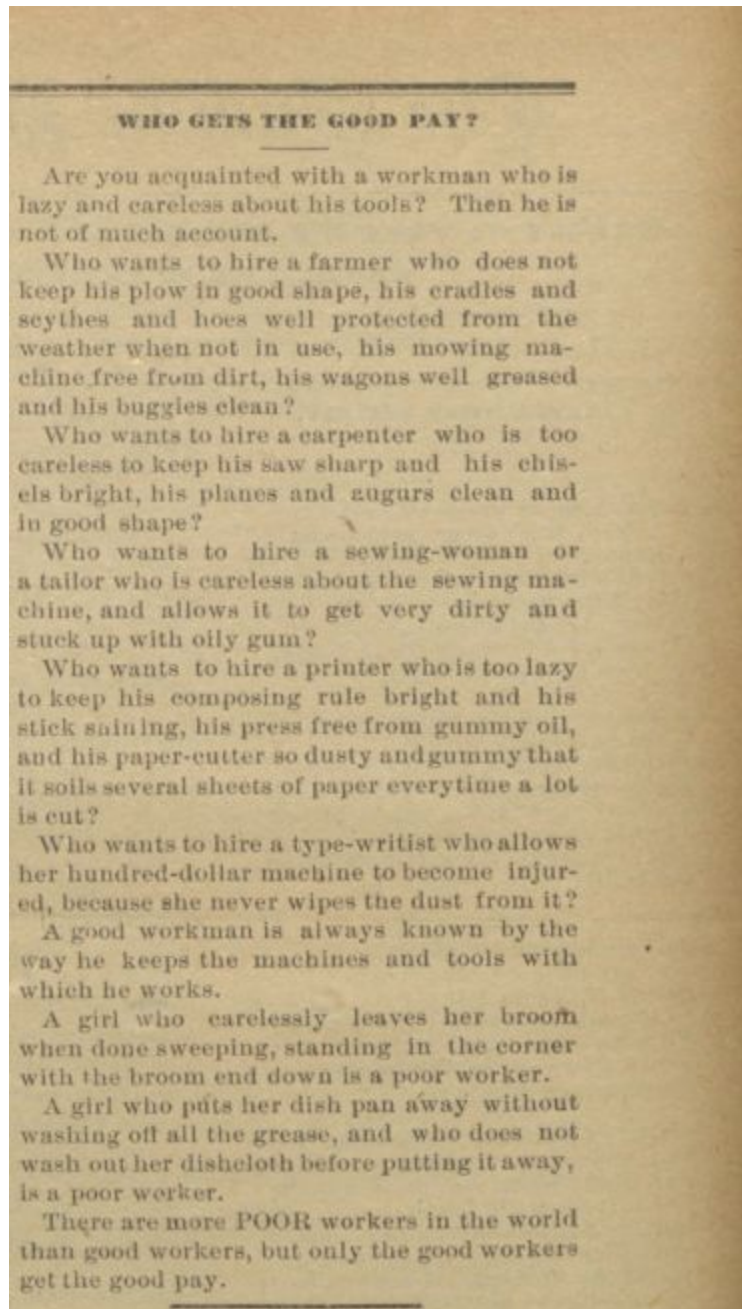 WHO GETS THE GOOD PAY?
Are you acquainted with a workman who is
lazy and careless about his tools? Then he is
not of much account.
Who wants to hire a farmer who does not
keep his plow in good shape, his cradles and
scythes and hoes well protected from the
weather when not in use, his mowing ma-
chine free from dirt, his wagons well greased
and his buggies clean?
Who wants to hire a carpenter who is too
careless to keep his saw sharp and his chis-
els bright, his planes and augurs clean and
in good shape?
Who wants to hire a sewing-woman or
a tailor who is careless about the sewing ma-
chine, and allows it to get very dirty and
stuck up with oily gum?
Who wants to hire a printer who is too lazy
to keep his composing rule bright and his
stick shining, his press free from gummy oil,
and his paper-cutter so dusty and gummy that
it soils several sheets of paper everytime a lot
is cut?
Who wants to hire a type-writist who allows
her hundred-dollar machine to become injur-
ed, because she never wipes the dust from it?
A good workman is always known by the
way he keeps the machines and tools with
which he works.
A girl who carelessly leaves her broom
when done sweeping, standing in the corner
with the broom end down is a poor worker.
A girl who puts her dish pan away without
washing off all the grease, and who does not
wash out her dishcloth before putting it away,
is a poor worker.
There are more POOR workers in the world
than good workers, but only the good workers
get the good pay.